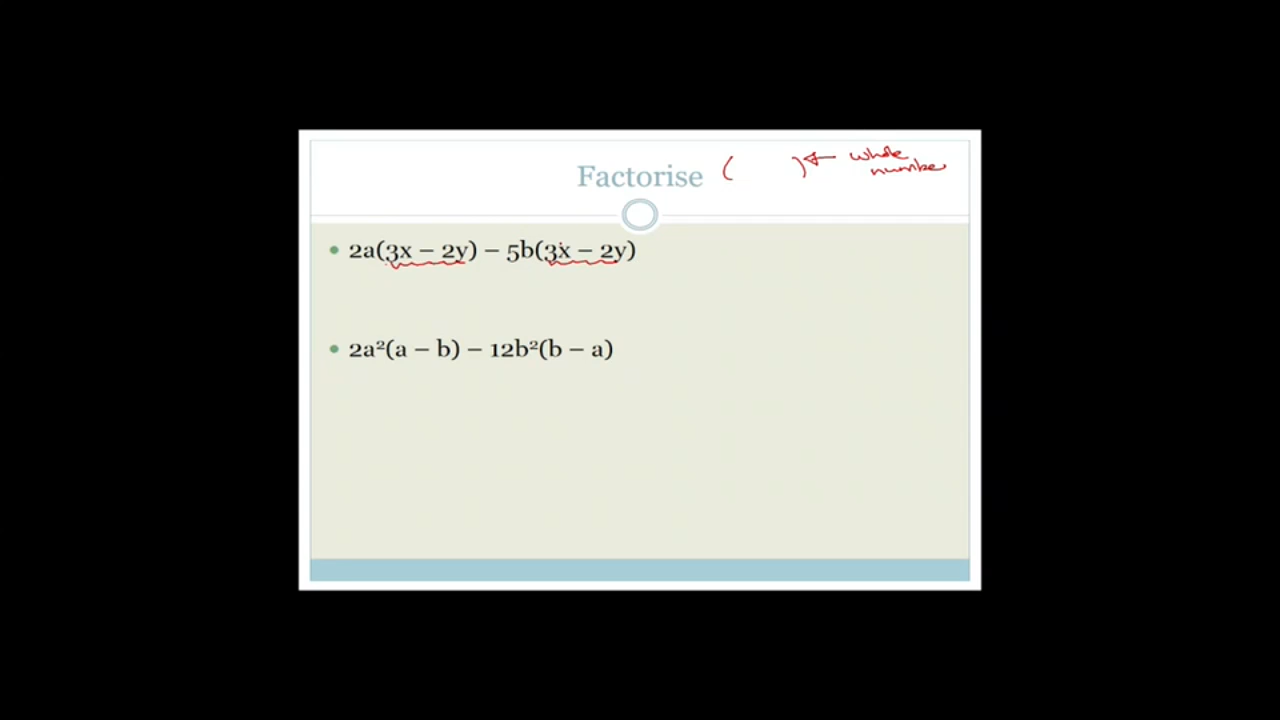 Factorise ( ) ← whole number
• 2a(3x – 2y) – 5b(3x – 2y)
• 2a²(a – b) – 12b²(b – a)